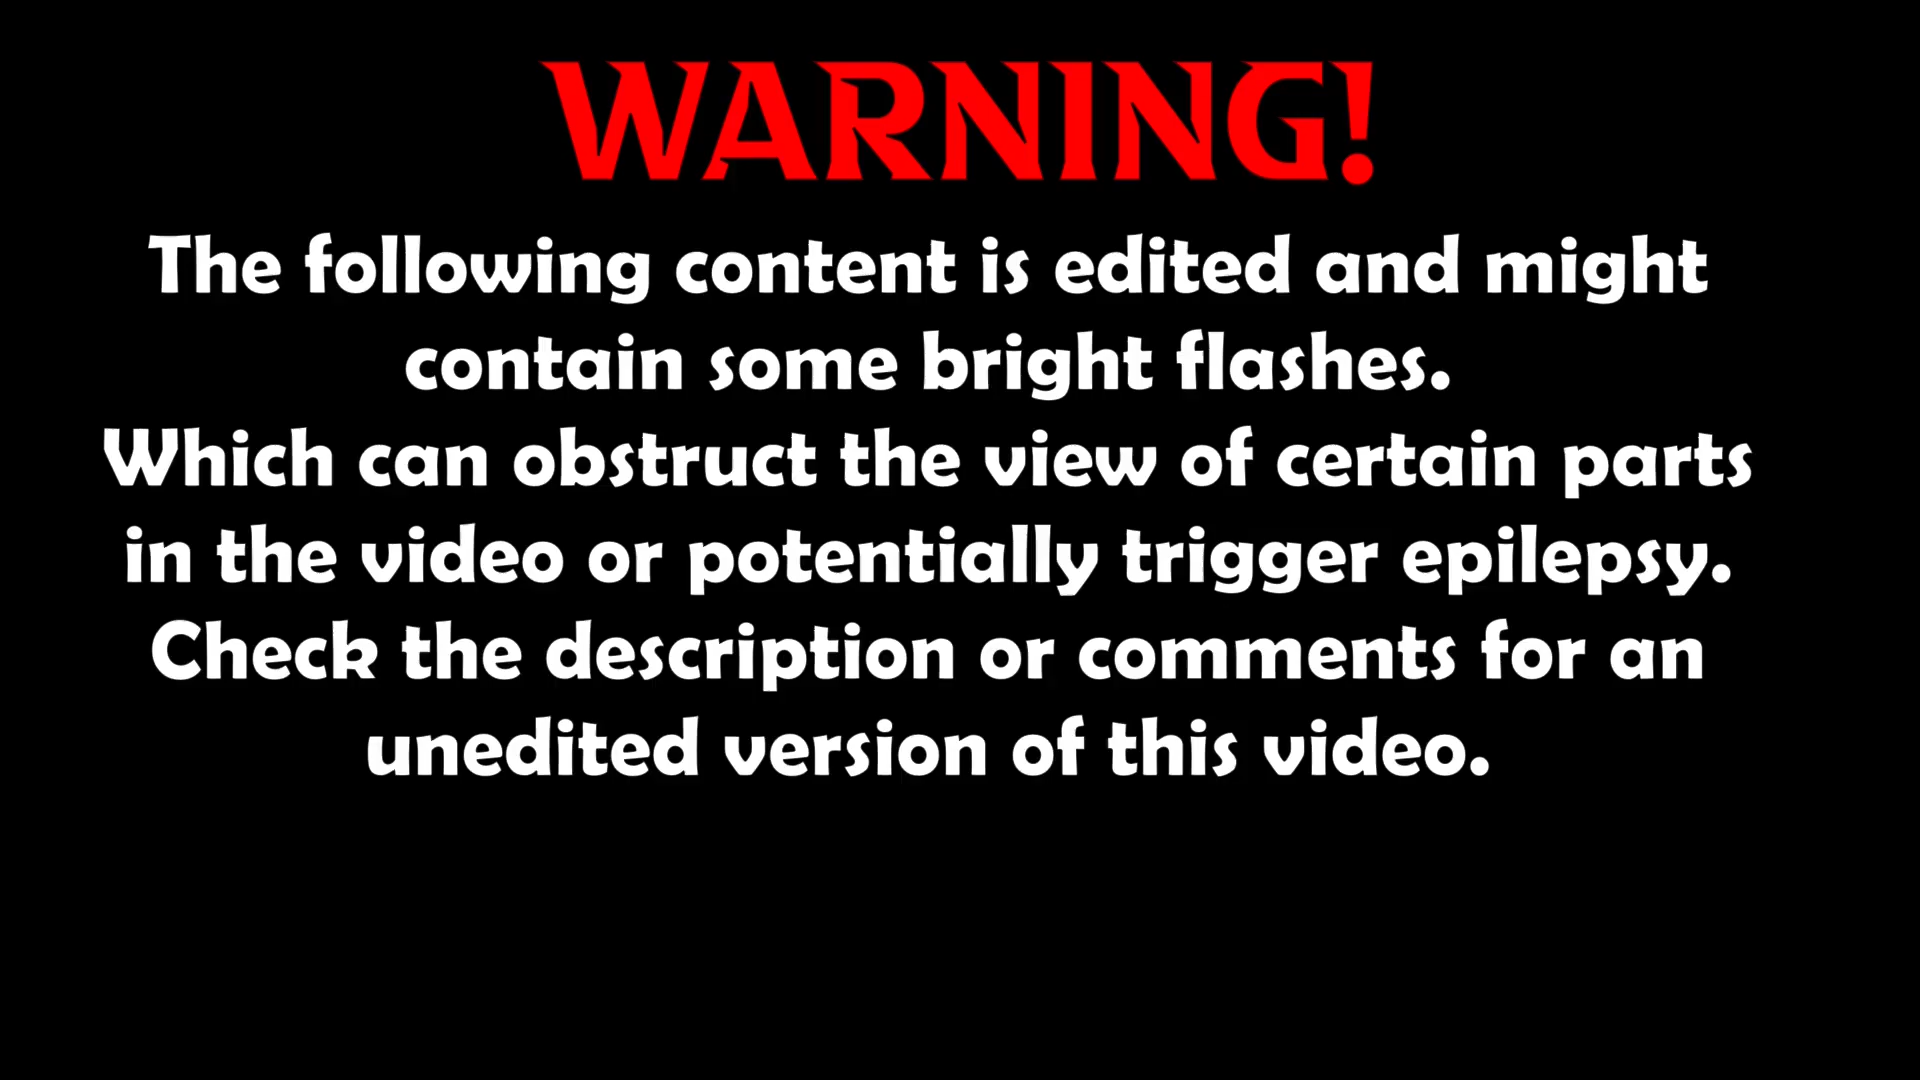 WARNING!
The following content is edited and might
contain some bright flashes.
Which can obstruct the view of certain parts
in the video or potentially trigger epilepsy.
Check the description or comments for an
unedited version of this video.